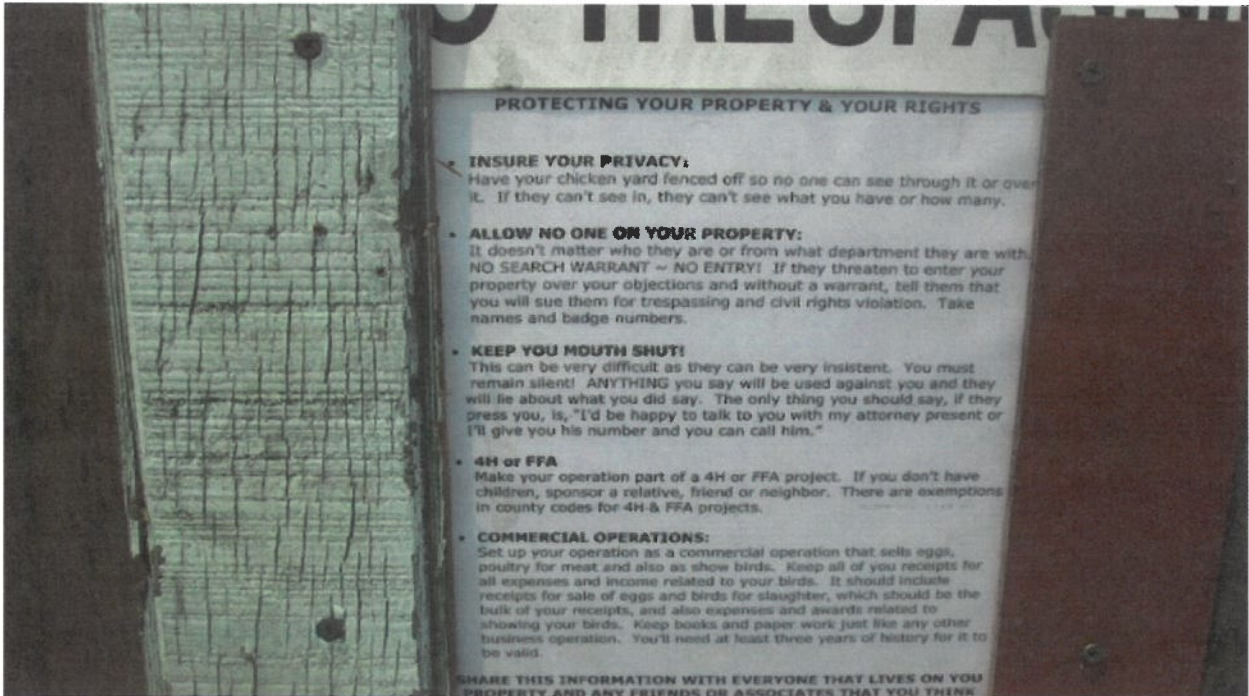 O TRESPASSIN
PROTECTING YOUR PROPERTY & YOUR RIGHTS
• INSURE YOUR PRIVACY:
Have your chicken yard fenced off so no one can see through it or over
it. If they can't see in, they can't see what you have or how many.
• ALLOW NO ONE ON YOUR PROPERTY:
It doesn't matter who they are or from what department they are with.
NO SEARCH WARRANT ~ NO ENTRY! If they threaten to enter your
property over your objections and without a warrant, tell them that
you will sue them for trespassing and civil rights violation. Take
names and badge numbers.
• KEEP YOU MOUTH SHUT!
This can be very difficult as they can be very insistent. You must
remain silent! ANYTHING you say will be used against you and they
will lie about what you did say. The only thing you should say, if they
press you, is, "I'd be happy to talk to you with my attorney present or
I'll give you his number and you can call him."
• 4H or FFA
Make your operation part of a 4H or FFA project. If you don't have
children, sponsor a relative, friend or neighbor. There are exemptions
in county codes for 4H & FFA projects.
• COMMERCIAL OPERATIONS:
Set up your operation as a commercial operation that sells eggs,
poultry for meat and also as show birds. Keep all of you receipts for
all expenses and income related to your birds. It should include
receipts for sale of eggs and birds for slaughter, which should be the
bulk of your receipts, and also expenses and awards related to
showing your birds. Keep books and paper work just like any other
business operation. You'll need at least three years of history for it to
be valid.
SHARE THIS INFORMATION WITH EVERYONE THAT LIVES ON YOU
PROPERTY AND ANY FRIENDS OR ASSOCIATES THAT YOU THINK